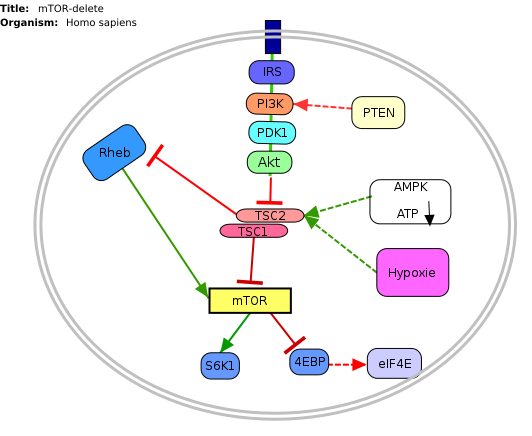 Title: mTOR-delete
Organism: Homo sapiens
IRS
PI3K
PTEN
PDK1
Rheb
Akt
AMPK
ATP
TSC2
TSC1
Hypoxie
mTOR
S6K1
4EBP
eIF4E